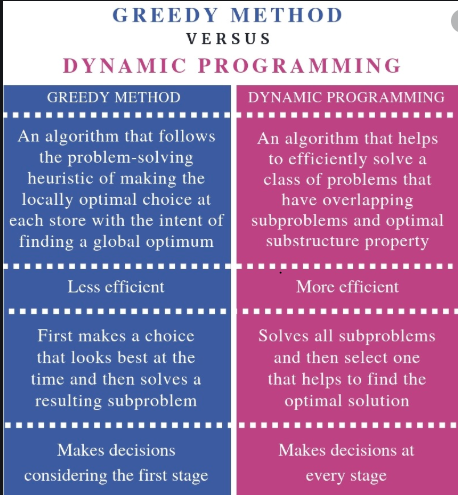 GREEDY METHOD
VERSUS
DYNAMIC PROGRAMMING
GREEDY METHOD
An algorithm that follows
the problem-solving
heuristic of making the
locally optimal choice at
each store with the intent of
finding a global optimum
Less efficient
First makes a choice
that looks best at the
time and then solves a
resulting subproblem
Makes decisions
considering the first stage
DYNAMIC PROGRAMMING
An algorithm that helps
to efficiently solve a
class of problems that
have overlapping
subproblems and optimal
substructure property
More efficient
Solves all subproblems
and then select one
that helps to find the
optimal solution
Makes decisions at
every stage